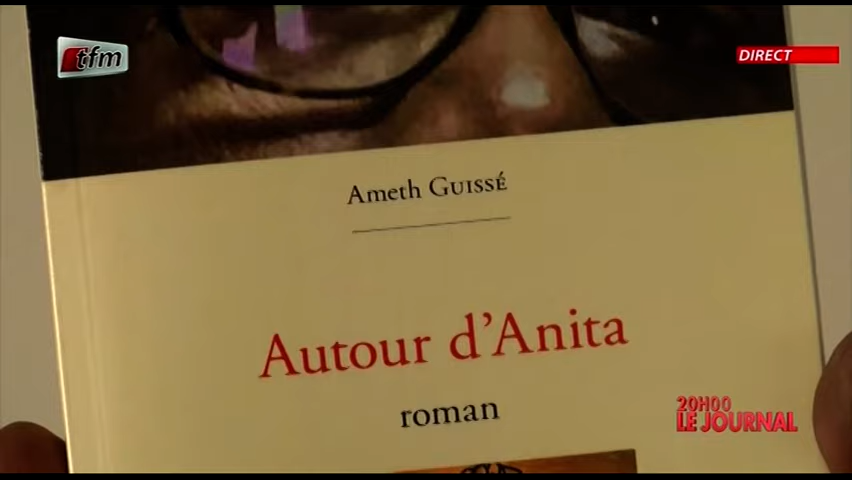 tfm
DIRECT
Ameth GUISSÉ
Autour d'Anita
roman
20H00
LE JOURNAL